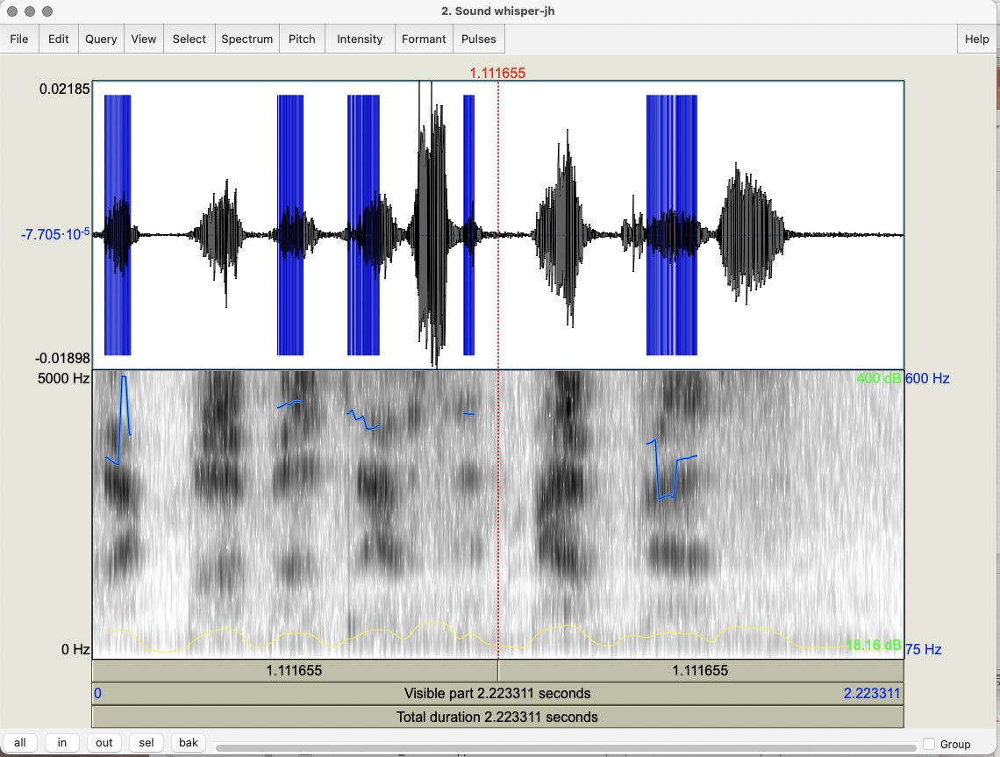 2. Sound whisper-jh
File Edit Query View Select Spectrum Pitch Intensity Formant Pulses Help
1.111655
0.02185
-7.705·10-5
-0.01898
5000 Hz 400 dB 600 Hz
0 Hz 18.16 dB 75 Hz
1.111655 1.111655
0 Visible part 2.223311 seconds 2.223311
Total duration 2.223311 seconds
all in out sel bak Group